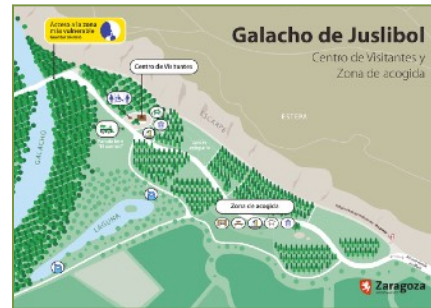 Acceso a la zona
más vulnerable
Galacho de Juslibol
Centro de Visitantes y
Zona de acogida
Centro de Visitantes
ESCARPE
ESTEPA
GALACHO
LAGUNA
Zona de acogida
Zaragoza